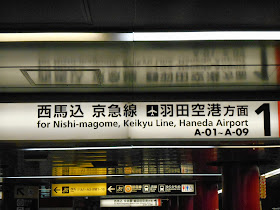 西馬込 京急線 羽田空港方面 1
for Nishi-magome, Keikyu Line, Haneda Airport
A-01～A-09